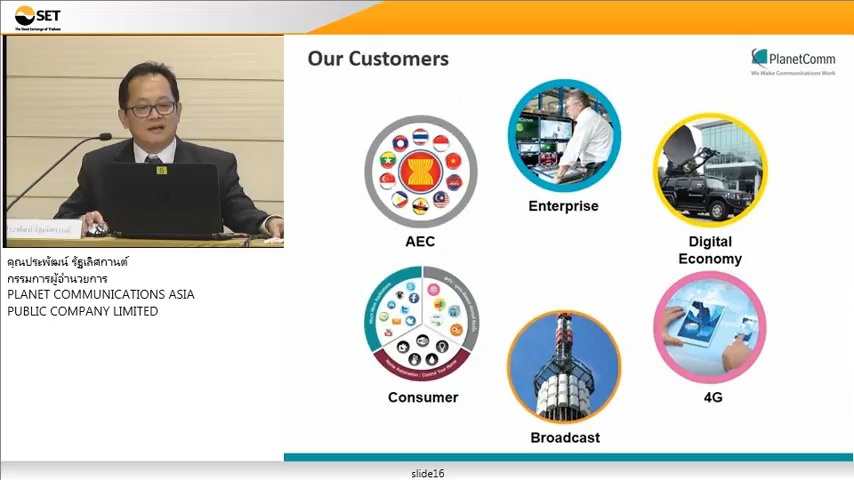 SET
The Stock Exchange of Thailand
Our Customers
PlanetComm
We Make Communications Work
Enterprise
AEC
Digital
Economy
Consumer
Broadcast
4G
คุณประพัฒน์ รัฐเลิศกานต์
กรรมการผู้อำนวยการ
PLANET COMMUNICATIONS ASIA
PUBLIC COMPANY LIMITED
slide16